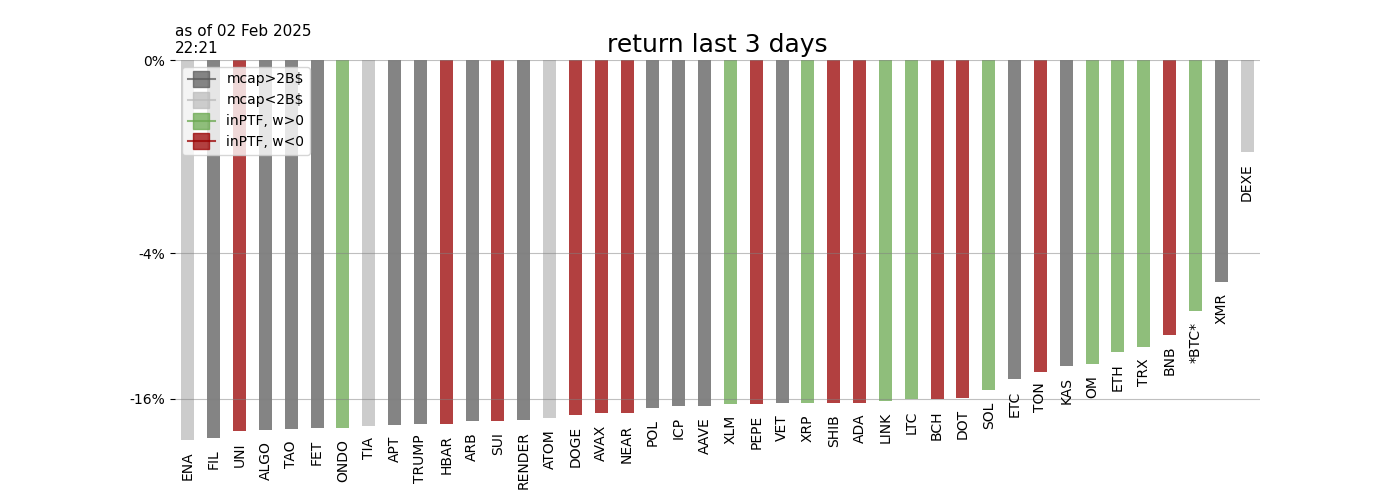 as of 02 Feb 2025
22:21
return last 3 days
0%
-4%
-16%
mcap>2B$
mcap<2B$
inPTF, w>0
inPTF, w<0
ENA
FIL
UNI
ALGO
TAO
FET
ONDO
TIA
APT
TRUMP
HBAR
ARB
SUI
RENDER
ATOM
DOGE
AVAX
NEAR
POL
ICP
AAVE
XLM
PEPE
VET
XRP
SHIB
ADA
LINK
LTC
BCH
DOT
SOL
ETC
TON
KAS
OM
ETH
TRX
BNB
*BTC*
XMR
DEXE